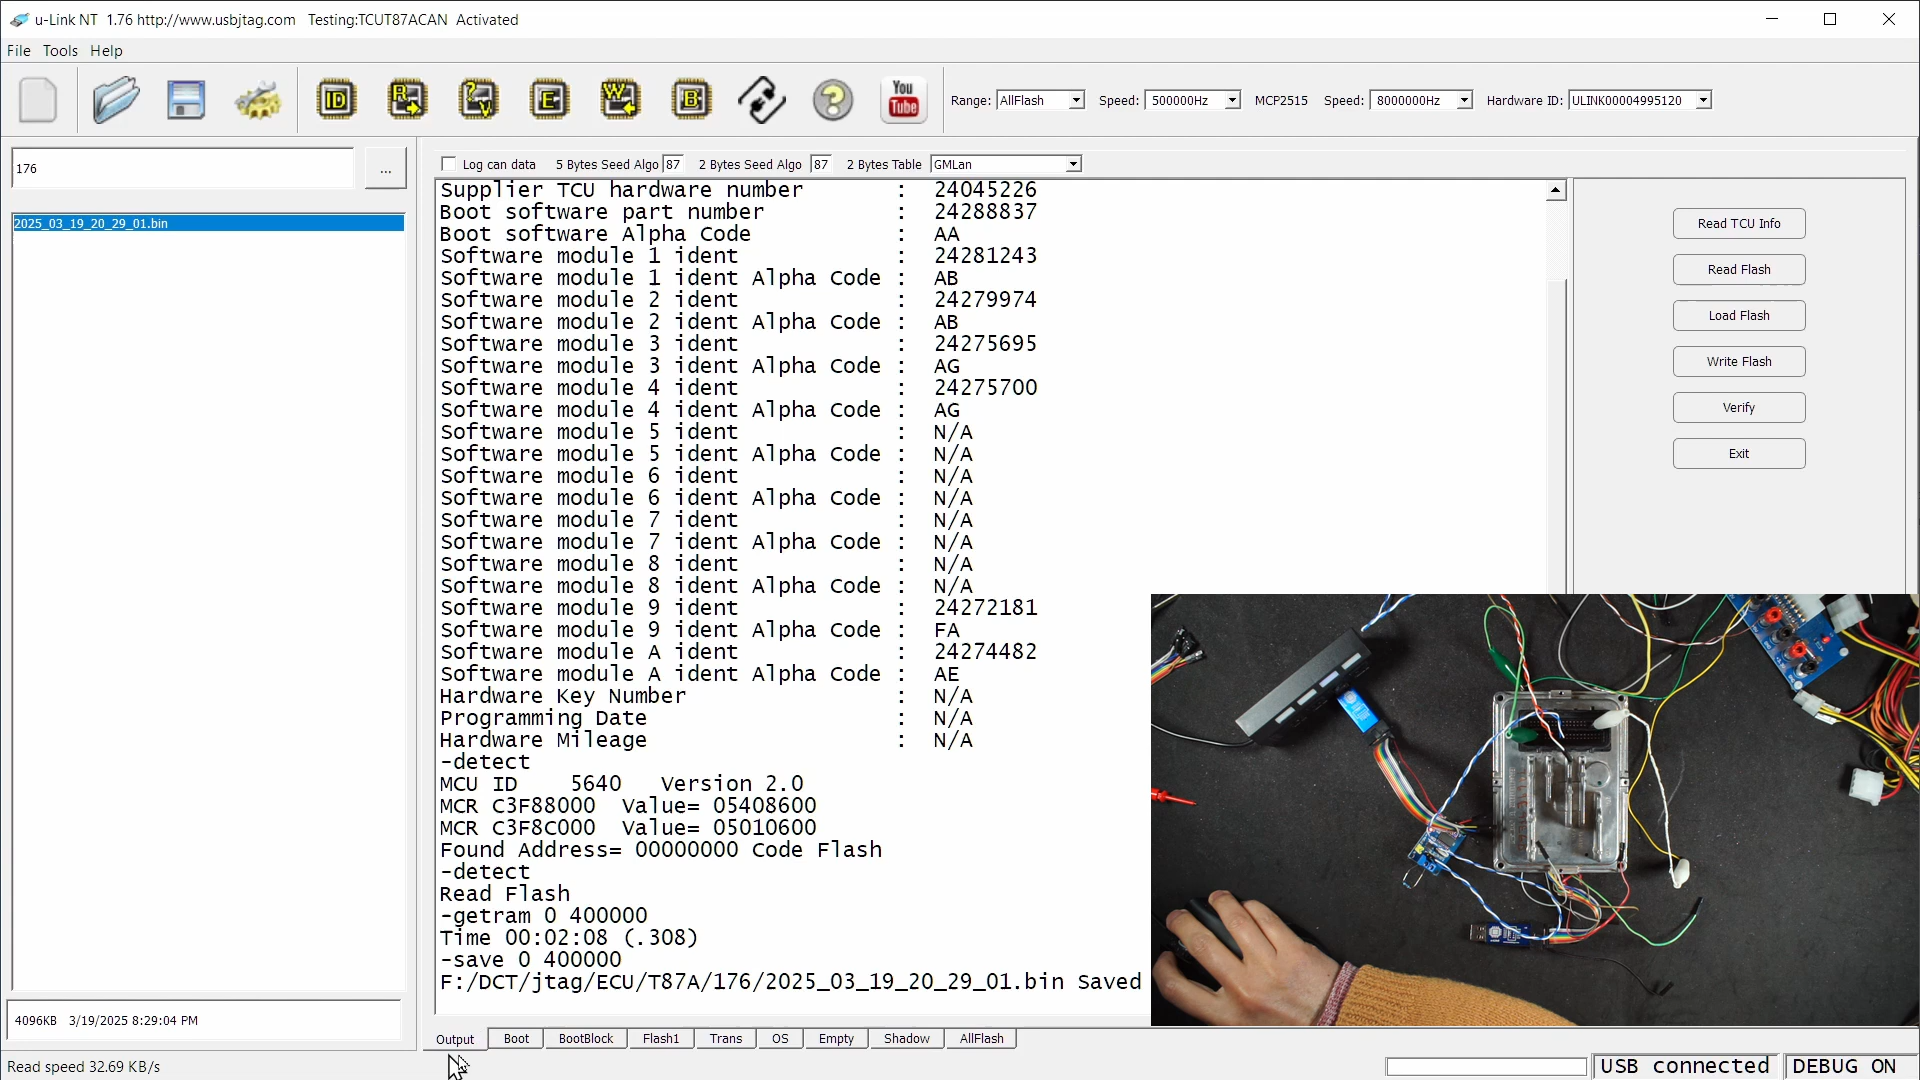 u-Link NT 1.76 http://www.usbjtag.com Testing:TCUT87ACAN Activated
File Tools Help
ID R ? V E W B ? You Tube
Range: AllFlash Speed: 500000Hz MCP2515 Speed: 8000000Hz Hardware ID: ULINK00004995120
176 ...
Log can data 5 Bytes Seed Algo 87 2 Bytes Seed Algo 87 2 Bytes Table GMLan
2025_03_19_20_29_01.bin
Supplier TCU hardware number : 24045226
Boot software part number : 24288837
Boot software Alpha Code : AA
Software module 1 ident : 24281243
Software module 1 ident Alpha Code : AB
Software module 2 ident : 24279974
Software module 2 ident Alpha Code : AB
Software module 3 ident : 24275695
Software module 3 ident Alpha Code : AG
Software module 4 ident : 24275700
Software module 4 ident Alpha Code : AG
Software module 5 ident : N/A
Software module 5 ident Alpha Code : N/A
Software module 6 ident : N/A
Software module 6 ident Alpha Code : N/A
Software module 7 ident : N/A
Software module 7 ident Alpha Code : N/A
Software module 8 ident : N/A
Software module 8 ident Alpha Code : N/A
Software module 9 ident : 24272181
Software module 9 ident Alpha Code : FA
Software module A ident : 24274482
Software module A ident Alpha Code : AE
Hardware Key Number : N/A
Programming Date : N/A
Hardware Mileage : N/A
-detect
MCU ID 5640 Version 2.0
MCR C3F88000 Value= 05408600
MCR C3F8C000 Value= 05010600
Found Address= 00000000 Code Flash
-detect
Read Flash
-getram 0 400000
Time 00:02:08 (.308)
-save 0 400000
F:/DCT/jtag/ECU/T87A/176/2025_03_19_20_29_01.bin Saved
Read TCU Info
Read Flash
Load Flash
Write Flash
Verify
Exit
4096KB 3/19/2025 8:29:04 PM
Output Boot BootBlock Flash1 Trans OS Empty Shadow AllFlash
Read speed 32.69 KB/s
USB connected DEBUG ON